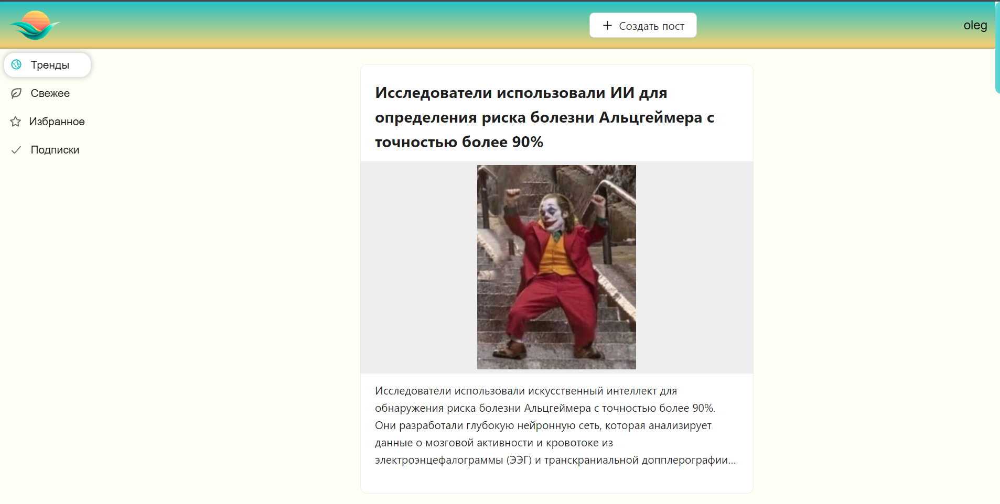 Создать пост
oleg
Тренды
Свежее
Избранное
Подписки
Исследователи использовали ИИ для
определения риска болезни Альцгеймера с
точностью более 90%
Исследователи использовали искусственный интеллект для
обнаружения риска болезни Альцгеймера с точностью более 90%.
Они разработали глубокую нейронную сеть, которая анализирует
данные о мозговой активности и кровотоке из
электроэнцефалограммы (ЭЭГ) и транскраниальной допплерографии...